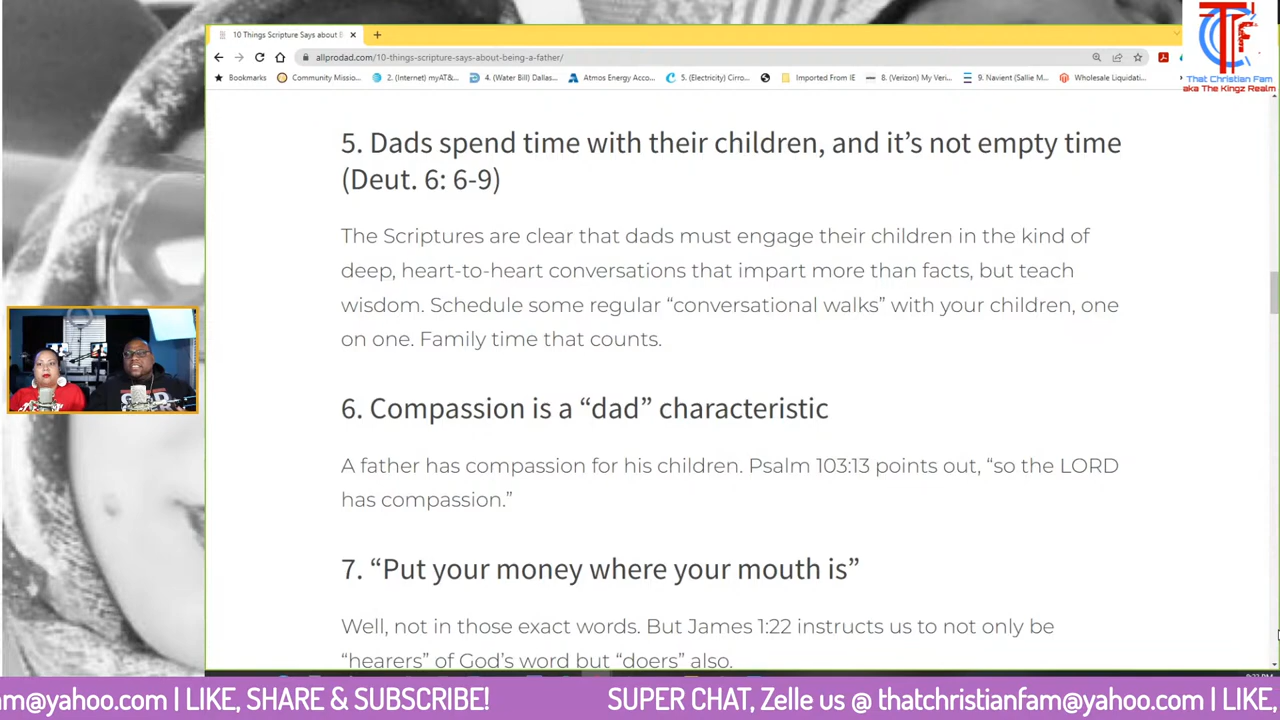 10 Things Scripture Says about B
allprodad.com/10-things-scripture-says-about-being-a-father/
Bookmarks
Community Missio...
2. (Internet) myAT&...
4. (Water Bill) Dallas...
Atmos Energy Acco...
5. (Electricity) Cirro...
Imported From IE
8. (Verizon) My Veri...
9. Navient (Sallie M...
Wholesale Liquidati...
That Christian Fam
aka The Kingz Realm
5. Dads spend time with their children, and it’s not empty time
(Deut. 6: 6-9)
The Scriptures are clear that dads must engage their children in the kind of
deep, heart-to-heart conversations that impart more than facts, but teach
wisdom. Schedule some regular “conversational walks” with your children, one
on one. Family time that counts.
6. Compassion is a “dad” characteristic
A father has compassion for his children. Psalm 103:13 points out, “so the LORD
has compassion.”
7. “Put your money where your mouth is”
Well, not in those exact words. But James 1:22 instructs us to not only be
“hearers” of God’s word but “doers” also.
am@yahoo.com | LIKE, SHARE & SUBSCRIBE! SUPER CHAT, Zelle us @ thatchristianfam@yahoo.com | LIKE,